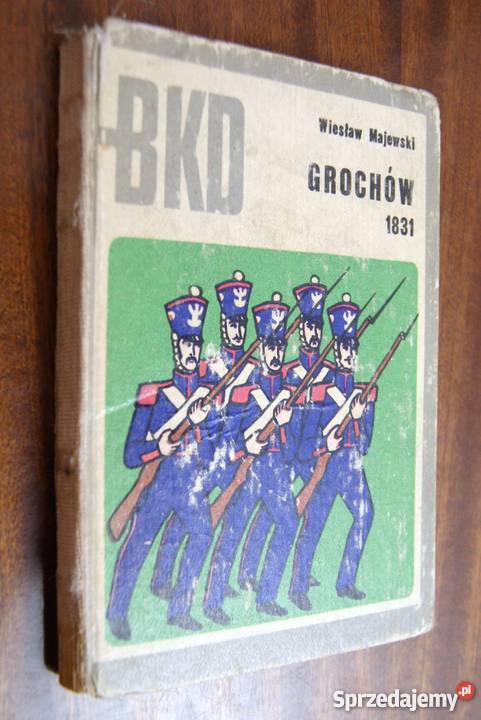 BKD
Wiesław Majewski
GROCHÓW
1831
Sprzedajemy.pl